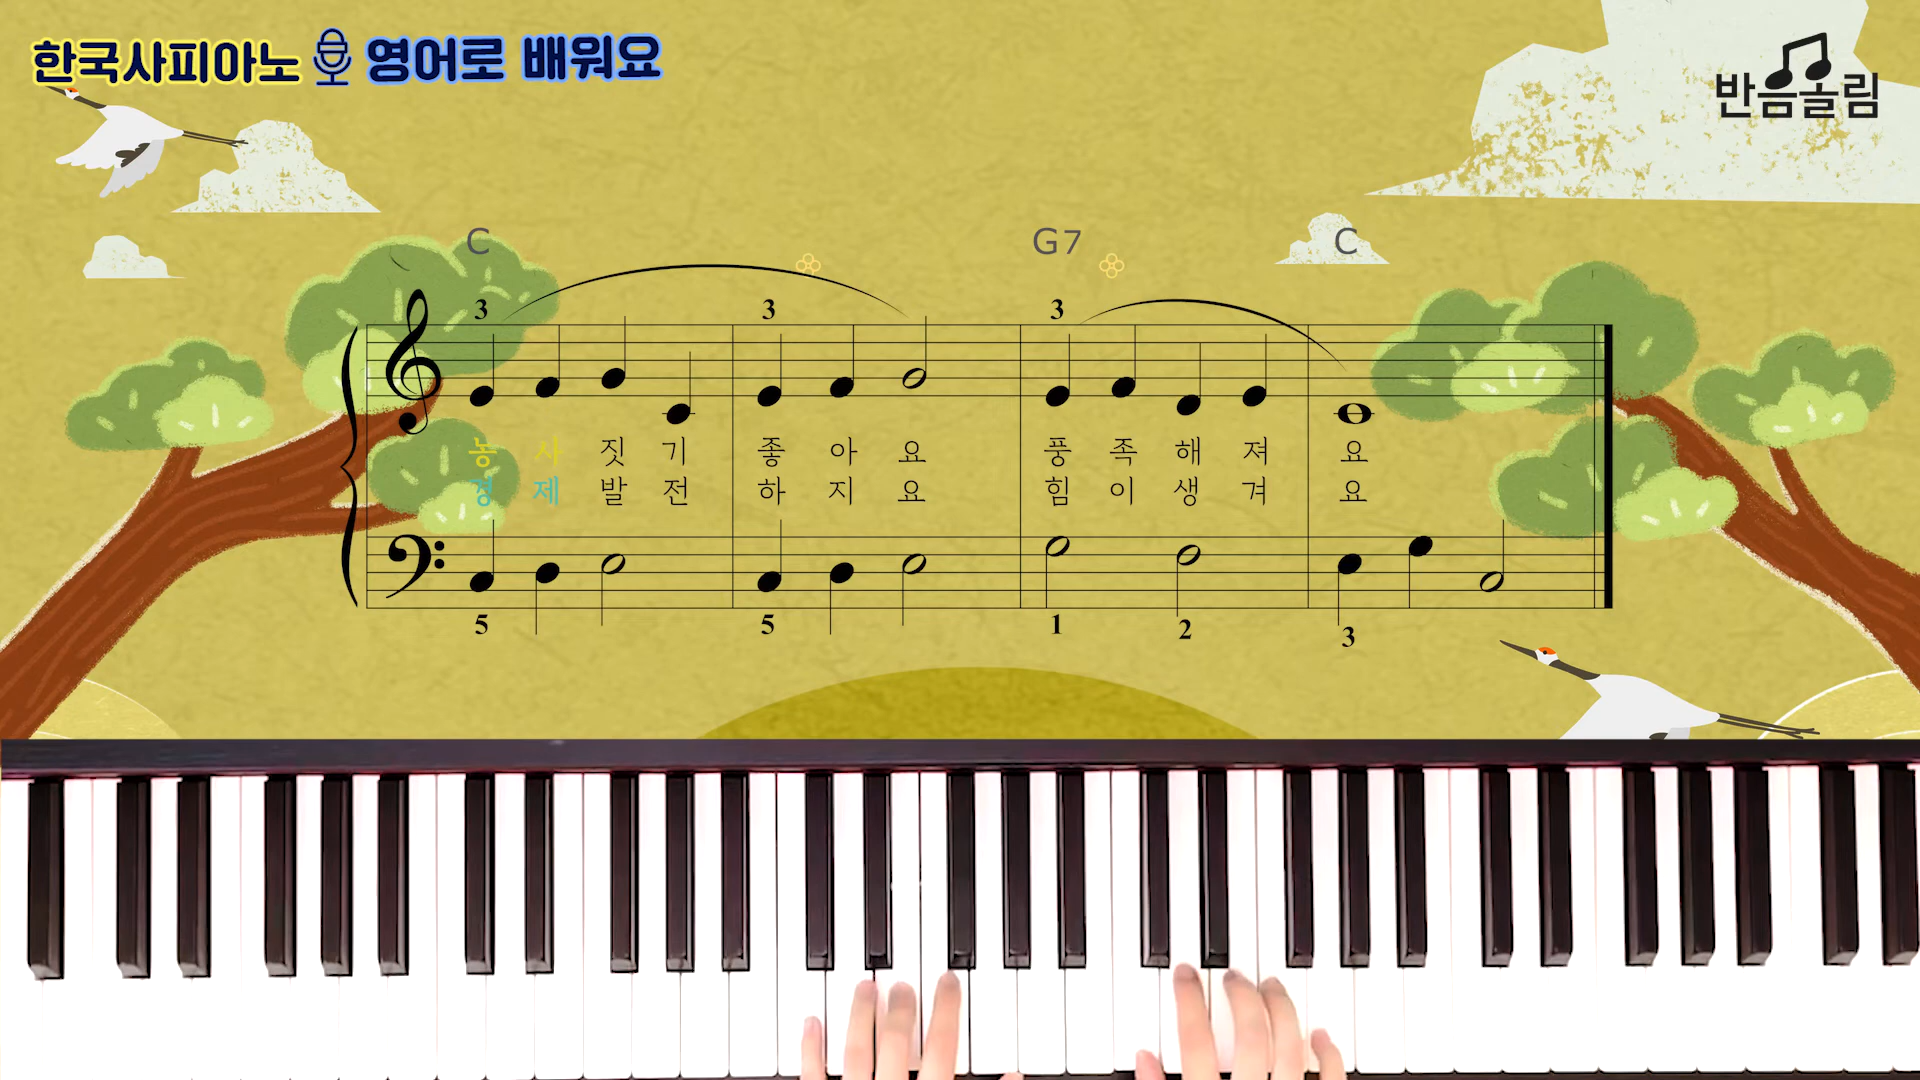 한국사피아노 영어로 배워요
반음올림
C G7 C
3 3 3
농 사 짓 기 좋 아 요 풍 족 해 져 요
경 제 발 전 하 지 요 힘 이 생 겨 요
5 5 1 2 3